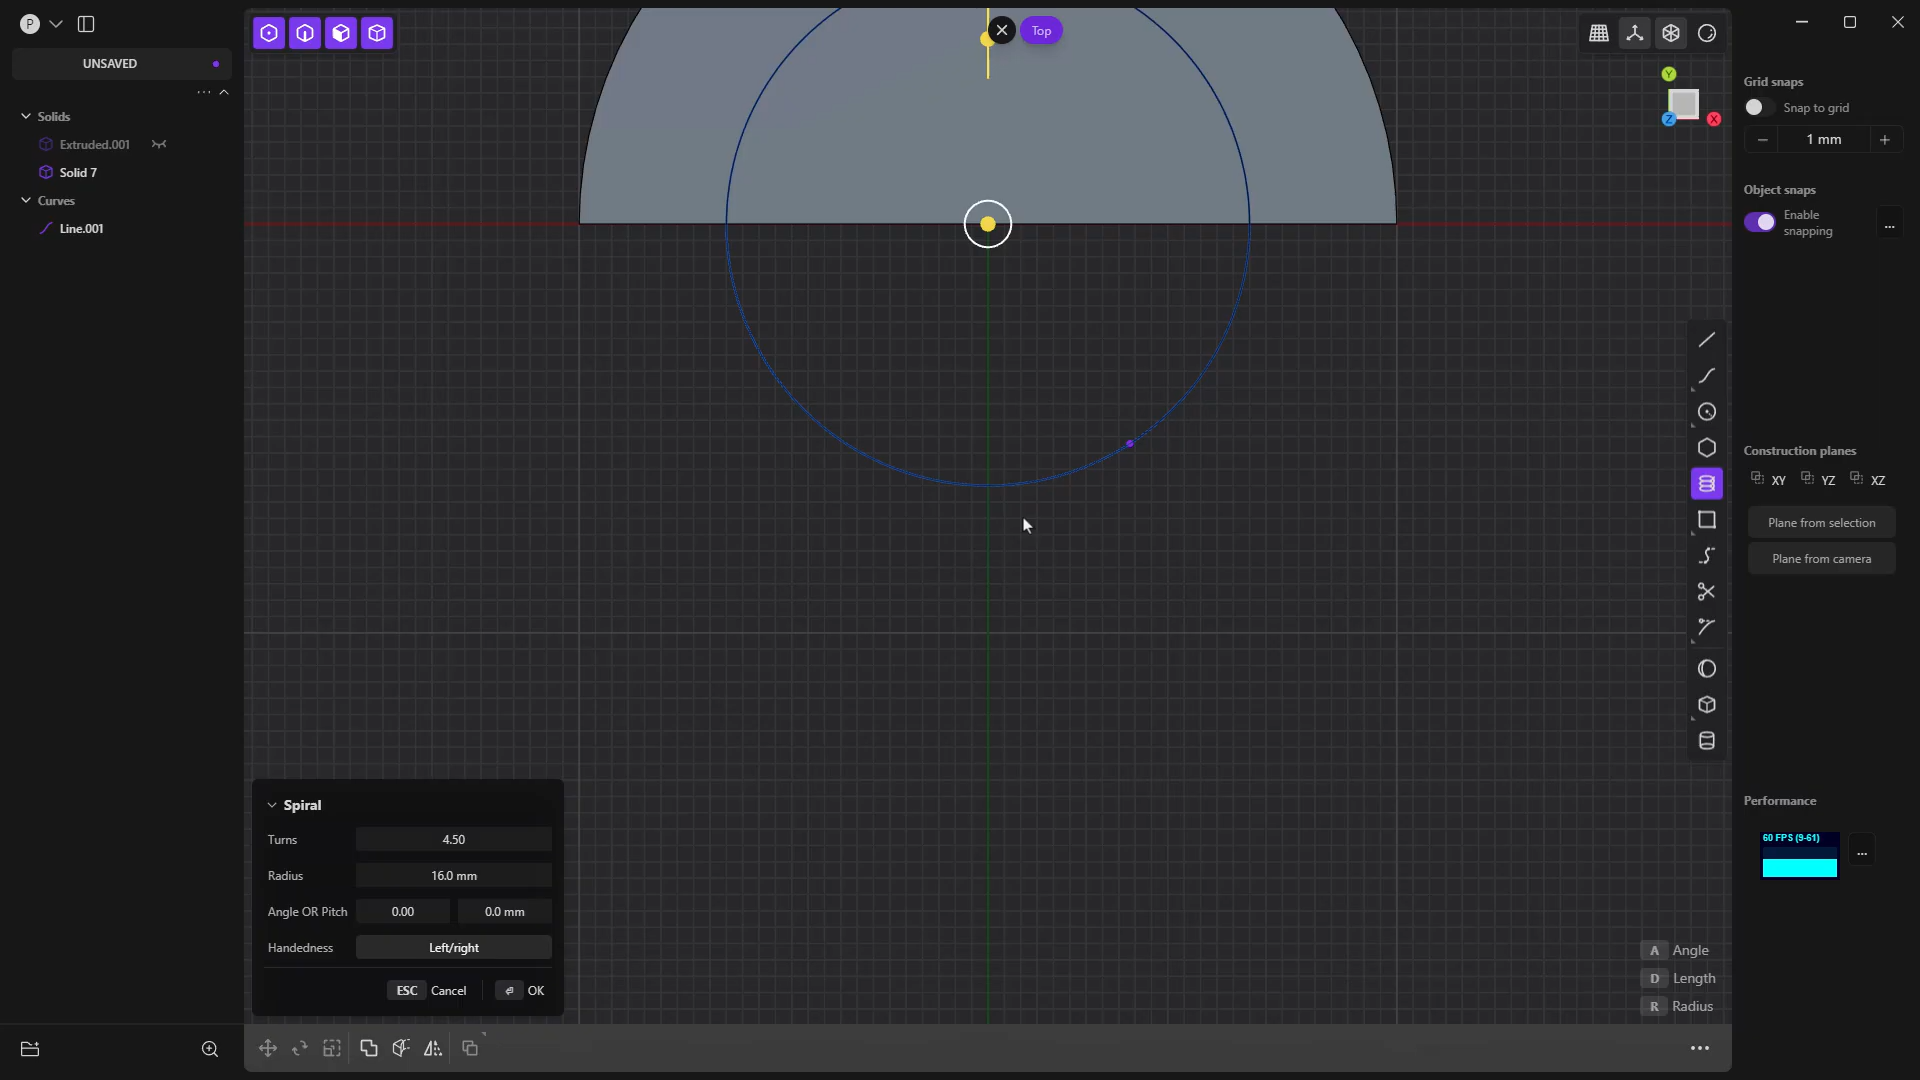 P
UNSAVED
Solids
Extruded.001
Solid 7
Curves
Line.001
Top
Y
Z
X
Grid snaps
Snap to grid
1 mm
Object snaps
Enable
snapping
...
Construction planes
XY
YZ
XZ
Plane from selection
Plane from camera
Performance
60 FPS (9-61)
...
Spiral
Turns
4.50
Radius
16.0 mm
Angle OR Pitch
0.00
0.0 mm
Handedness
Left/right
ESC Cancel
OK
A Angle
D Length
R Radius